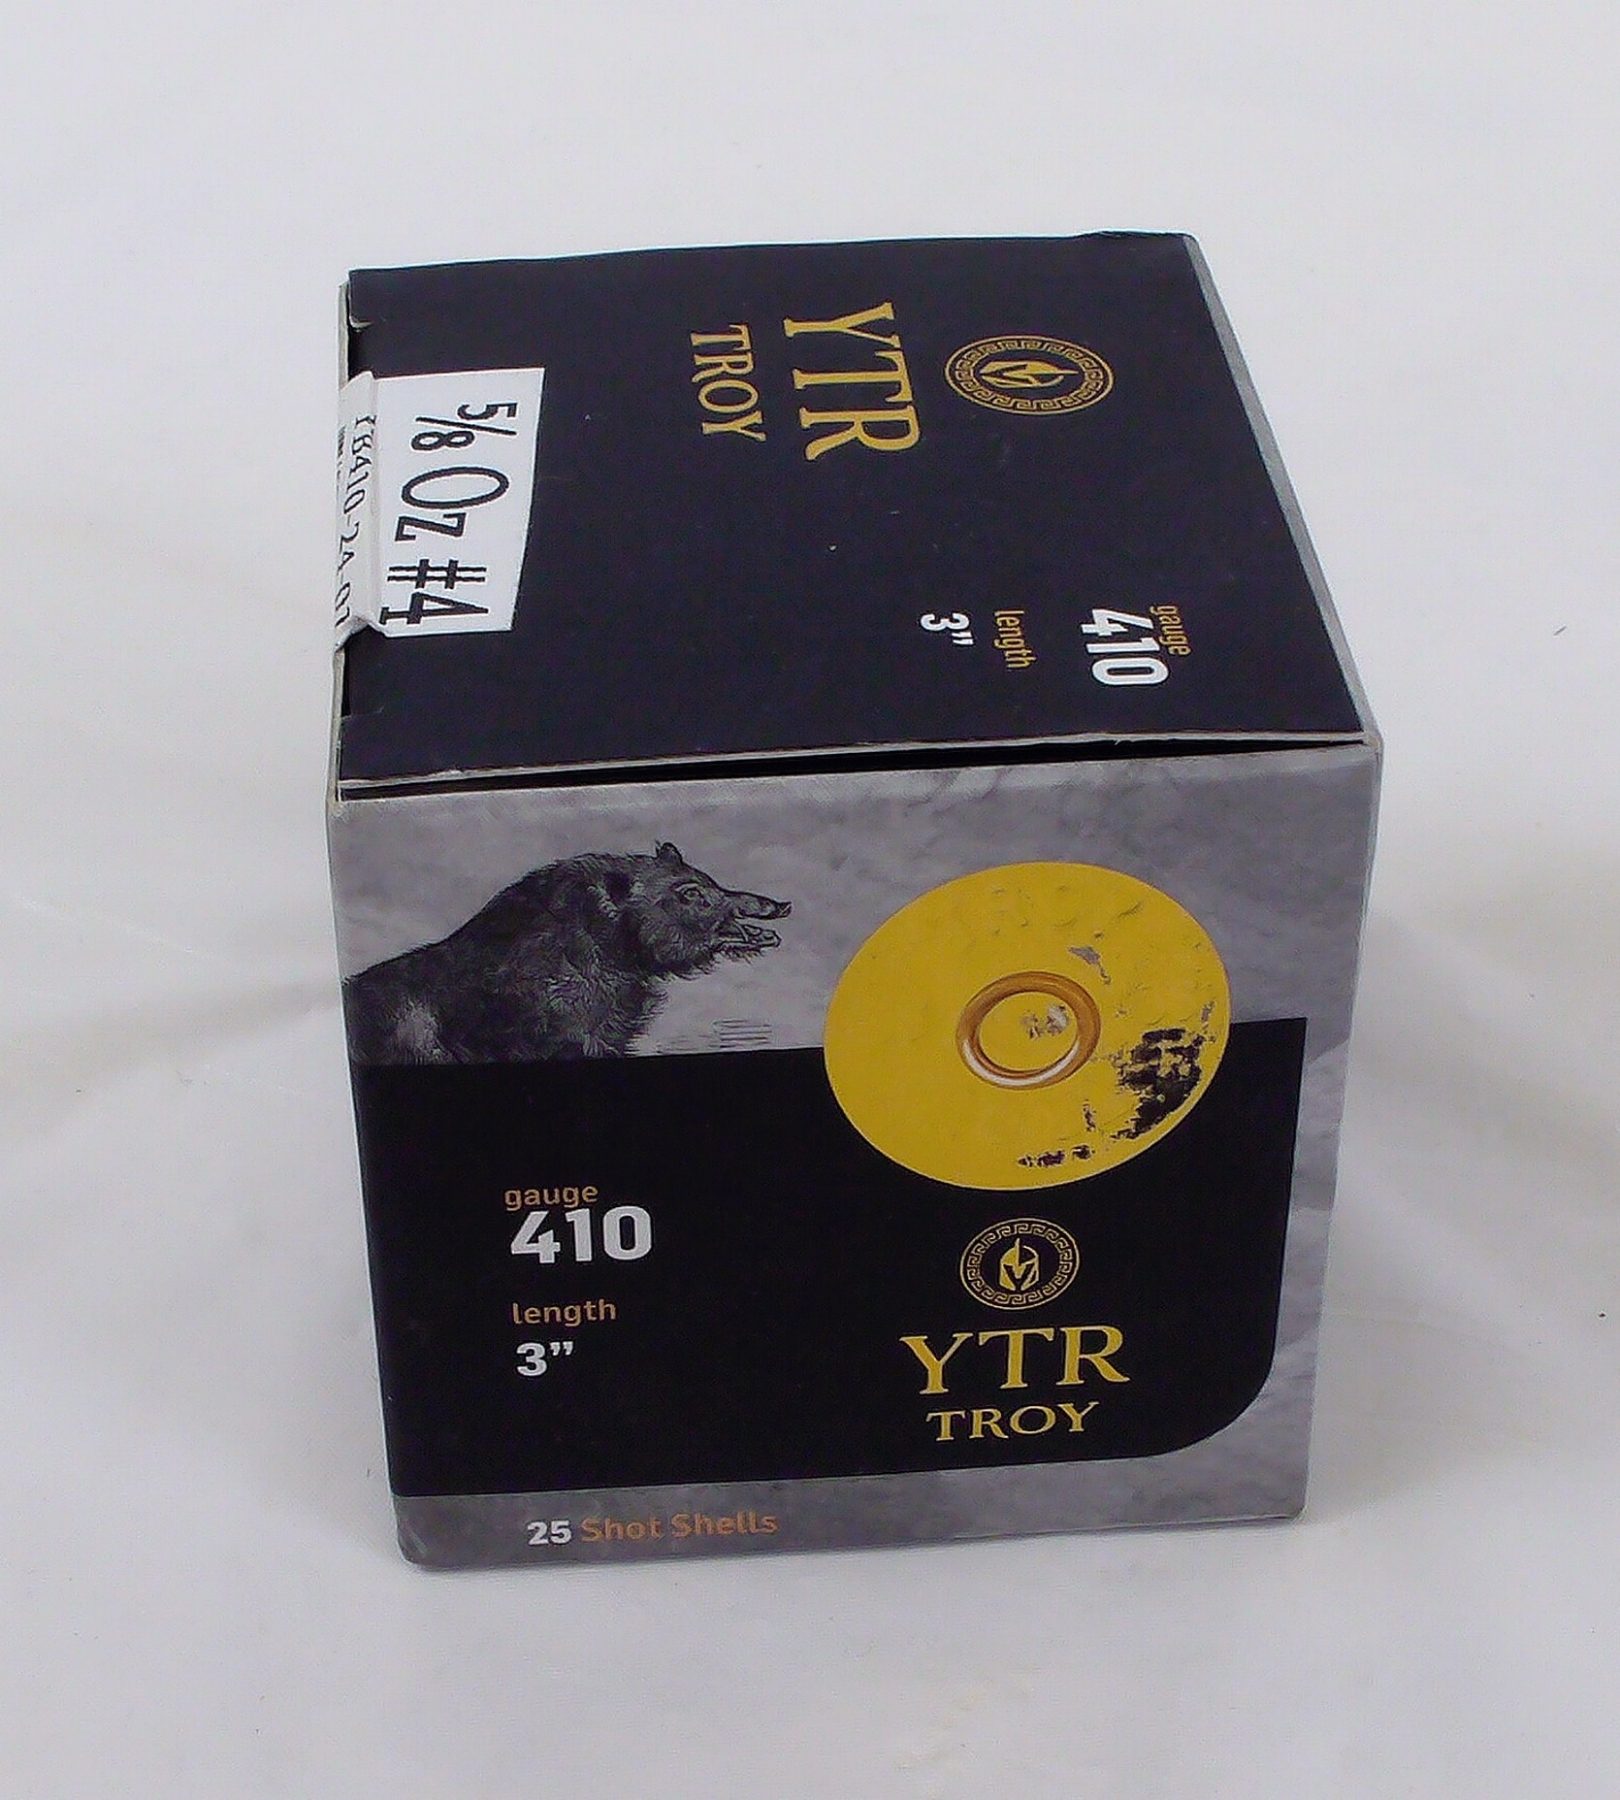 YTR
TROY
gauge
410
length
3”
5/8 Oz #4
gauge
410
length
3”
YTR
TROY
25 Shot Shells